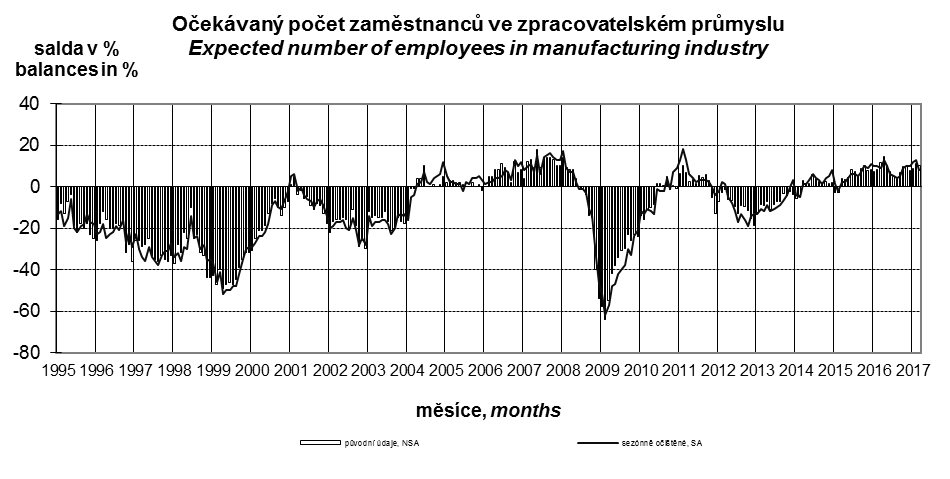 Očekávaný počet zaměstnanců ve zpracovatelském průmyslu
Expected number of employees in manufacturing industry
salda v %
balances in %
40
20
0
-20
-40
-60
-80
1995 1996 1997 1998 1999 2000 2001 2002 2003 2004 2005 2006 2007 2008 2009 2010 2011 2012 2013 2014 2015 2016 2017
měsíce, months
původní údaje, NSA
sezónně očištěné, SA